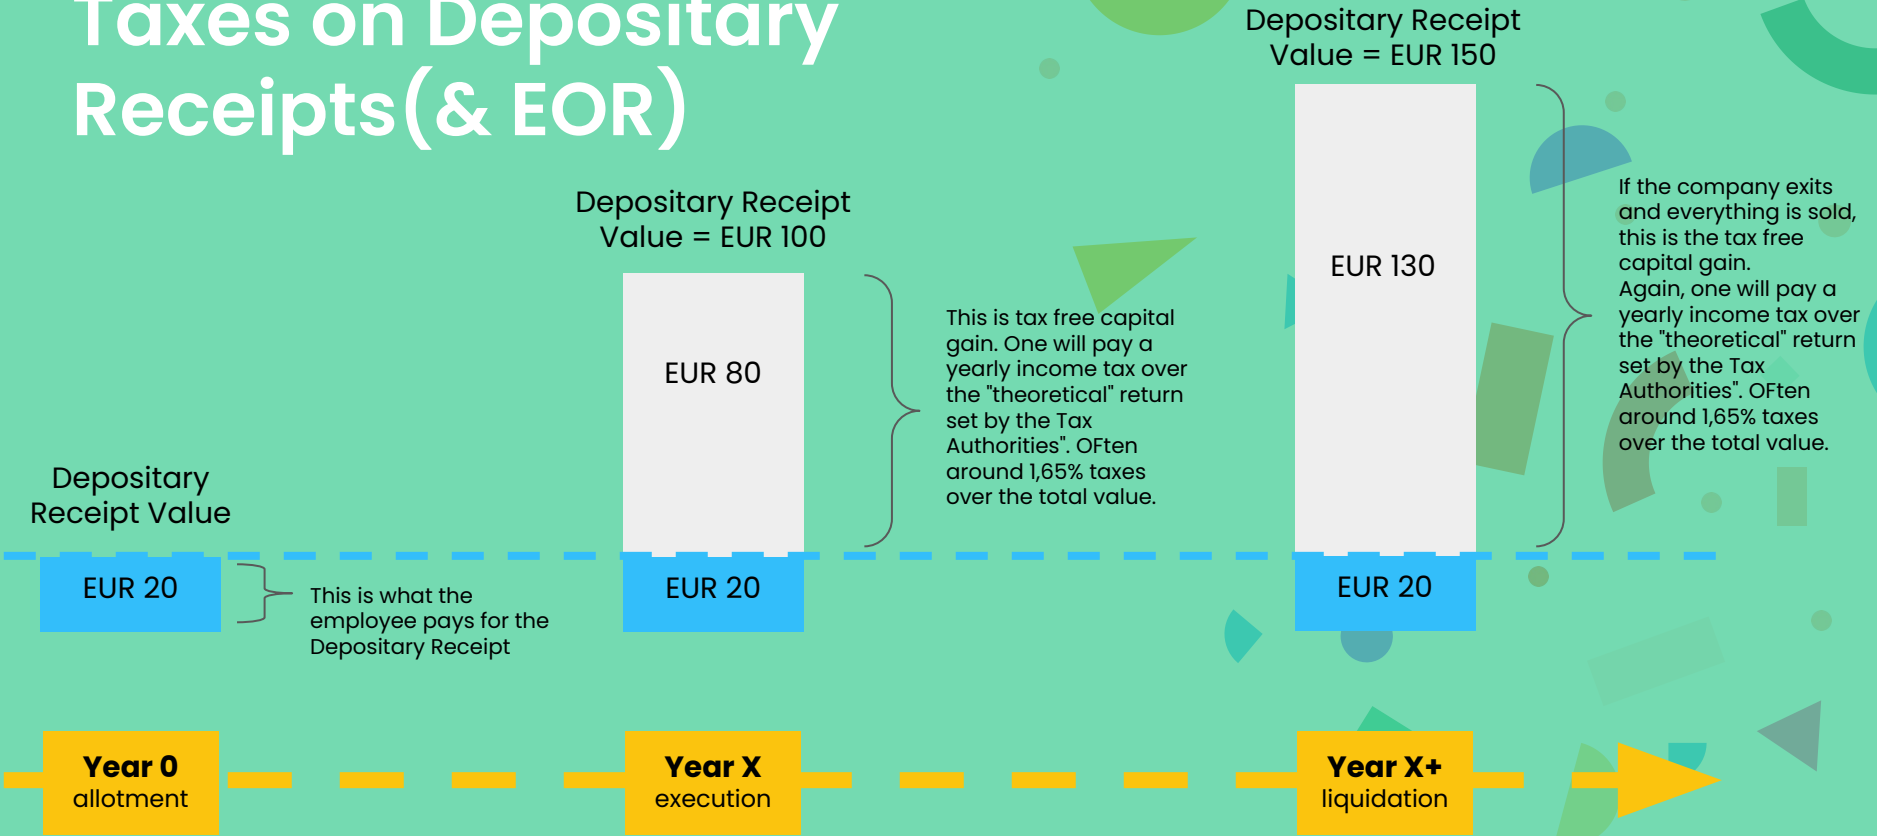 Taxes on Depositary
Receipts(& EOR)
Depositary Receipt
Value = EUR 150
EUR 130
EUR 20
If the company exits
and everything is sold,
this is the tax free
capital gain.
Again, one will pay a
yearly income tax over
the "theoretical" return
set by the Tax
Authorities". OFten
around 1,65% taxes
over the total value.
Depositary Receipt
Value = EUR 100
EUR 80
EUR 20
This is tax free capital
gain. One will pay a
yearly income tax over
the "theoretical" return
set by the Tax
Authorities". OFten
around 1,65% taxes
over the total value.
Depositary
Receipt Value
EUR 20
This is what the
employee pays for the
Depositary Receipt
Year 0
allotment
Year X
execution
Year X+
liquidation